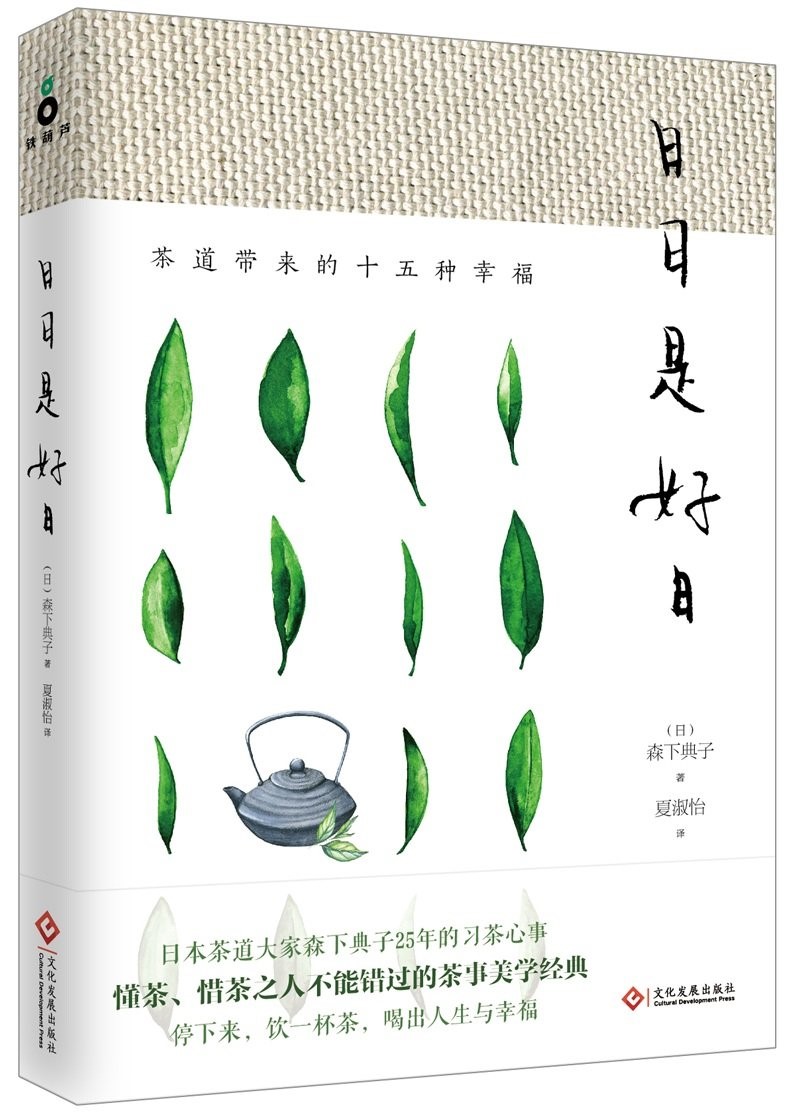 铁葫芦
日日是好日
（日）森下典子 著
夏淑怡 译
文化发展出版社
Cultural Development Press
茶道带来的十五种幸福
日日是好日
（日）
森下典子
著
夏淑怡
译
日本茶道大家森下典子25年的习茶心事
懂茶、惜茶之人不能错过的茶事美学经典
停下来，饮一杯茶，喝出人生与幸福
文化发展出版社
Cultural Development Press